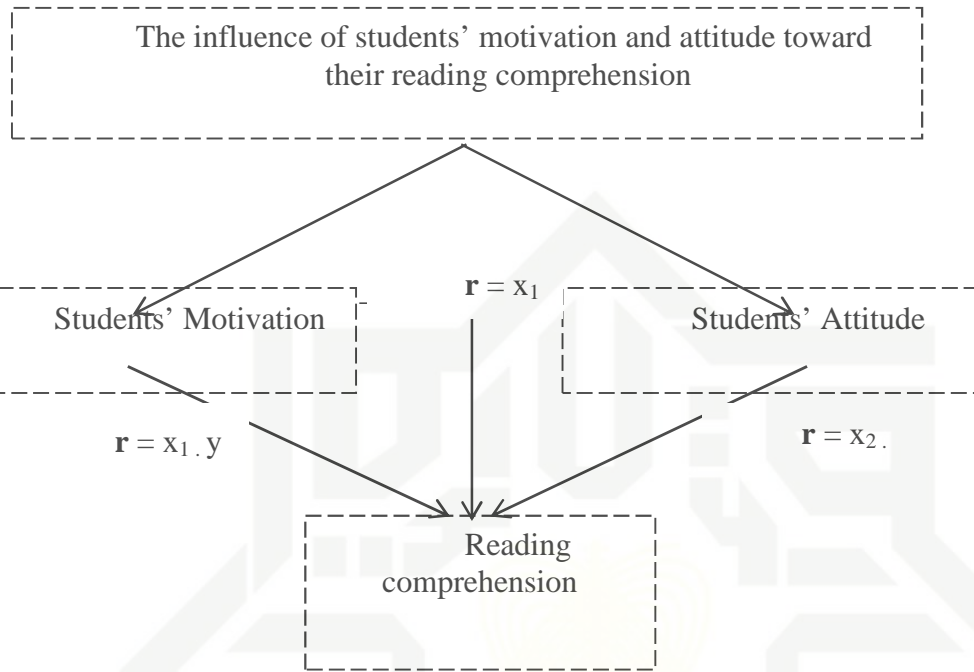 The influence of students’ motivation and attitude toward
their reading comprehension
r = x₁
Students’ Motivation
Students’ Attitude
r = x₁ . y
r = x₂ .
Reading
comprehension